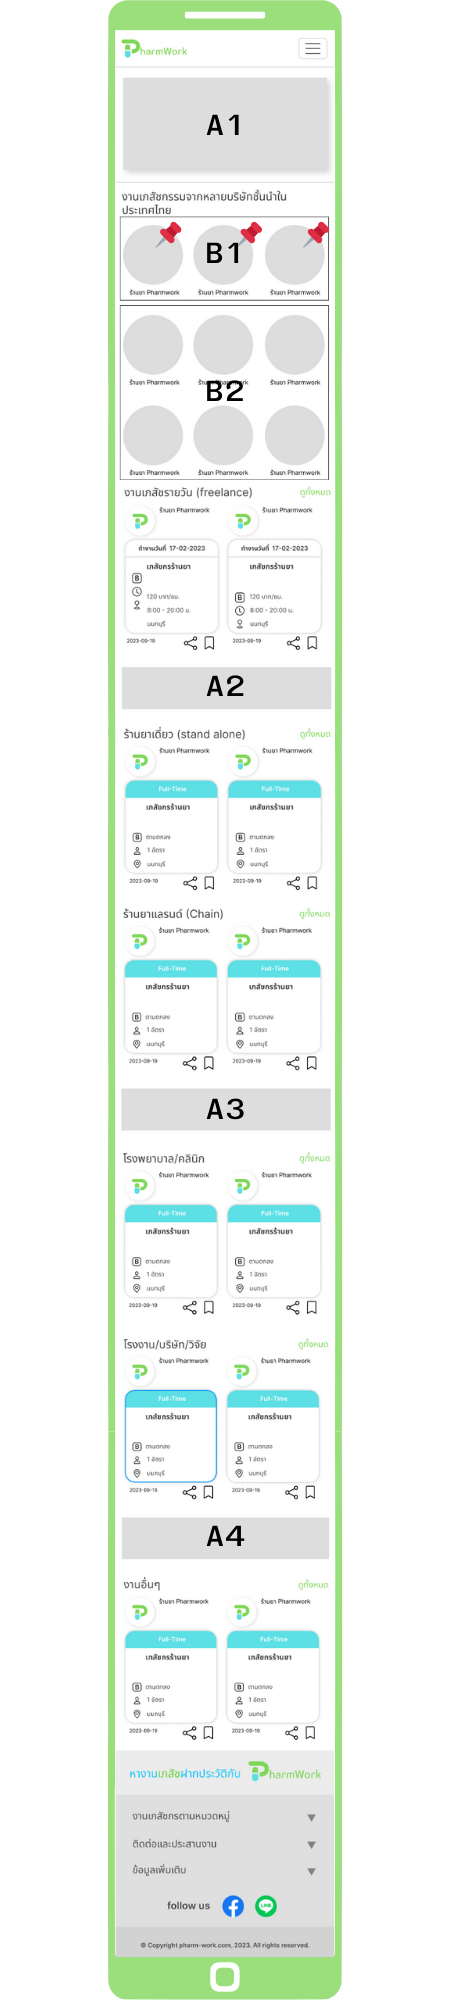 PharmWork
A1
งานเภสัชกรรมจากหลายบริษัทชั้นนำใน
ประเทศไทย
B1
ร้านยา Pharmwork ร้านยา Pharmwork ร้านยา Pharmwork
ร้านยา Pharmwork ร้านยา Pharmwork ร้านยา Pharmwork
B2
ร้านยา Pharmwork ร้านยา Pharmwork ร้านยา Pharmwork
งานเภสัชรายวัน (freelance) ดูทั้งหมด
ร้านยา Pharmwork ร้านยา Pharmwork
ทำงานวันที่ 17-02-2023 ทำงานวันที่ 17-02-2023
เภสัชกรร้านยา เภสัชกรร้านยา
B
120 บาท/ชม. B 120 บาท/ชม.
8:00 - 20:00 น. 8:00 - 20:00 น.
นนทบุรี นนทบุรี
2023-09-19 2023-09-19
A2
ร้านยาเดี่ยว (stand alone) ดูทั้งหมด
ร้านยา Pharmwork ร้านยา Pharmwork
Full-Time Full-Time
เภสัชกรร้านยา เภสัชกรร้านยา
B ตามตกลง B ตามตกลง
1 อัตรา 1 อัตรา
นนทบุรี นนทบุรี
2023-09-19 2023-09-19
ร้านยาแลรนด์ (Chain) ดูทั้งหมด
ร้านยา Pharmwork ร้านยา Pharmwork
Full-Time Full-Time
เภสัชกรร้านยา เภสัชกรร้านยา
B ตามตกลง B ตามตกลง
1 อัตรา 1 อัตรา
นนทบุรี นนทบุรี
2023-09-19 2023-09-19
A3
โรงพยาบาล/คลินิก ดูทั้งหมด
ร้านยา Pharmwork ร้านยา Pharmwork
Full-Time Full-Time
เภสัชกรร้านยา เภสัชกรร้านยา
B ตามตกลง B ตามตกลง
1 อัตรา 1 อัตรา
นนทบุรี นนทบุรี
2023-09-19 2023-09-19
โรงงาน/บริษัท/วิจัย ดูทั้งหมด
ร้านยา Pharmwork ร้านยา Pharmwork
Full-Time Full-Time
เภสัชกรร้านยา เภสัชกรร้านยา
B ตามตกลง B ตามตกลง
1 อัตรา 1 อัตรา
นนทบุรี นนทบุรี
2023-09-19 2023-09-19
A4
งานอื่นๆ ดูทั้งหมด
ร้านยา Pharmwork ร้านยา Pharmwork
Full-Time Full-Time
เภสัชกรร้านยา เภสัชกรร้านยา
B ตามตกลง B ตามตกลง
1 อัตรา 1 อัตรา
นนทบุรี นนทบุรี
2023-09-19 2023-09-19
หางานเภสัชฝากประวัติกับ PharmWork
งานเภสัชกรตามหมวดหมู่
ติดต่อและประสานงาน
ข้อมูลเพิ่มเติม
follow us LINE
© Copyright pharm-work.com, 2023. All rights reserved.